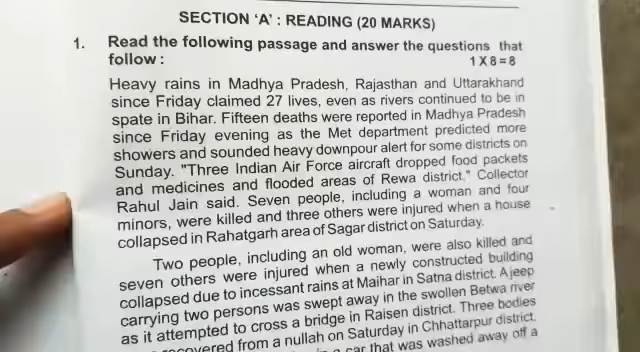 SECTION 'A' : READING (20 MARKS)
1. Read the following passage and answer the questions that
follow : 1 X 8 = 8
Heavy rains in Madhya Pradesh, Rajasthan and Uttarakhand
since Friday claimed 27 lives, even as rivers continued to be in
spate in Bihar. Fifteen deaths were reported in Madhya Pradesh
since Friday evening as the Met department predicted more
showers and sounded heavy downpour alert for some districts on
Sunday. "Three Indian Air Force aircraft dropped food packets
and medicines and flooded areas of Rewa district." Collector
Rahul Jain said. Seven people, including a woman and four
minors, were killed and three others were injured when a house
collapsed in Rahatgarh area of Sagar district on Saturday.
Two people, including an old woman, were also killed and
seven others were injured when a newly constructed building
collapsed due to incessant rains at Maihar in Satna district. A jeep
carrying two persons was swept away in the swollen Betwa river
as it attempted to cross a bridge in Raisen district. Three bodies
from a nullah on Saturday in Chhattarpur district.
car that was washed away off a